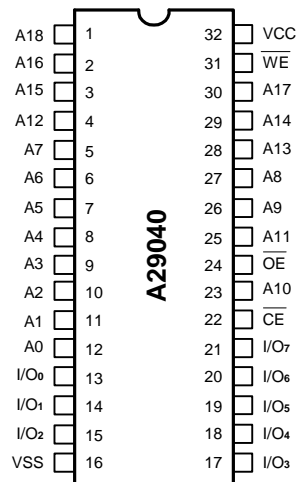 A18 1 32 VCC
A16 2 31 W̅E̅
A15 3 30 A17
A12 4 29 A14
A7 5 28 A13
A6 6 27 A8
A5 7 26 A9
A4 8 25 A11
A3 9 24 O̅E̅
A2 10 23 A10
A1 11 22 C̅E̅
A0 12 21 I/O₇
I/O₀ 13 20 I/O₆
I/O₁ 14 19 I/O₅
I/O₂ 15 18 I/O₄
VSS 16 17 I/O₃
A29040